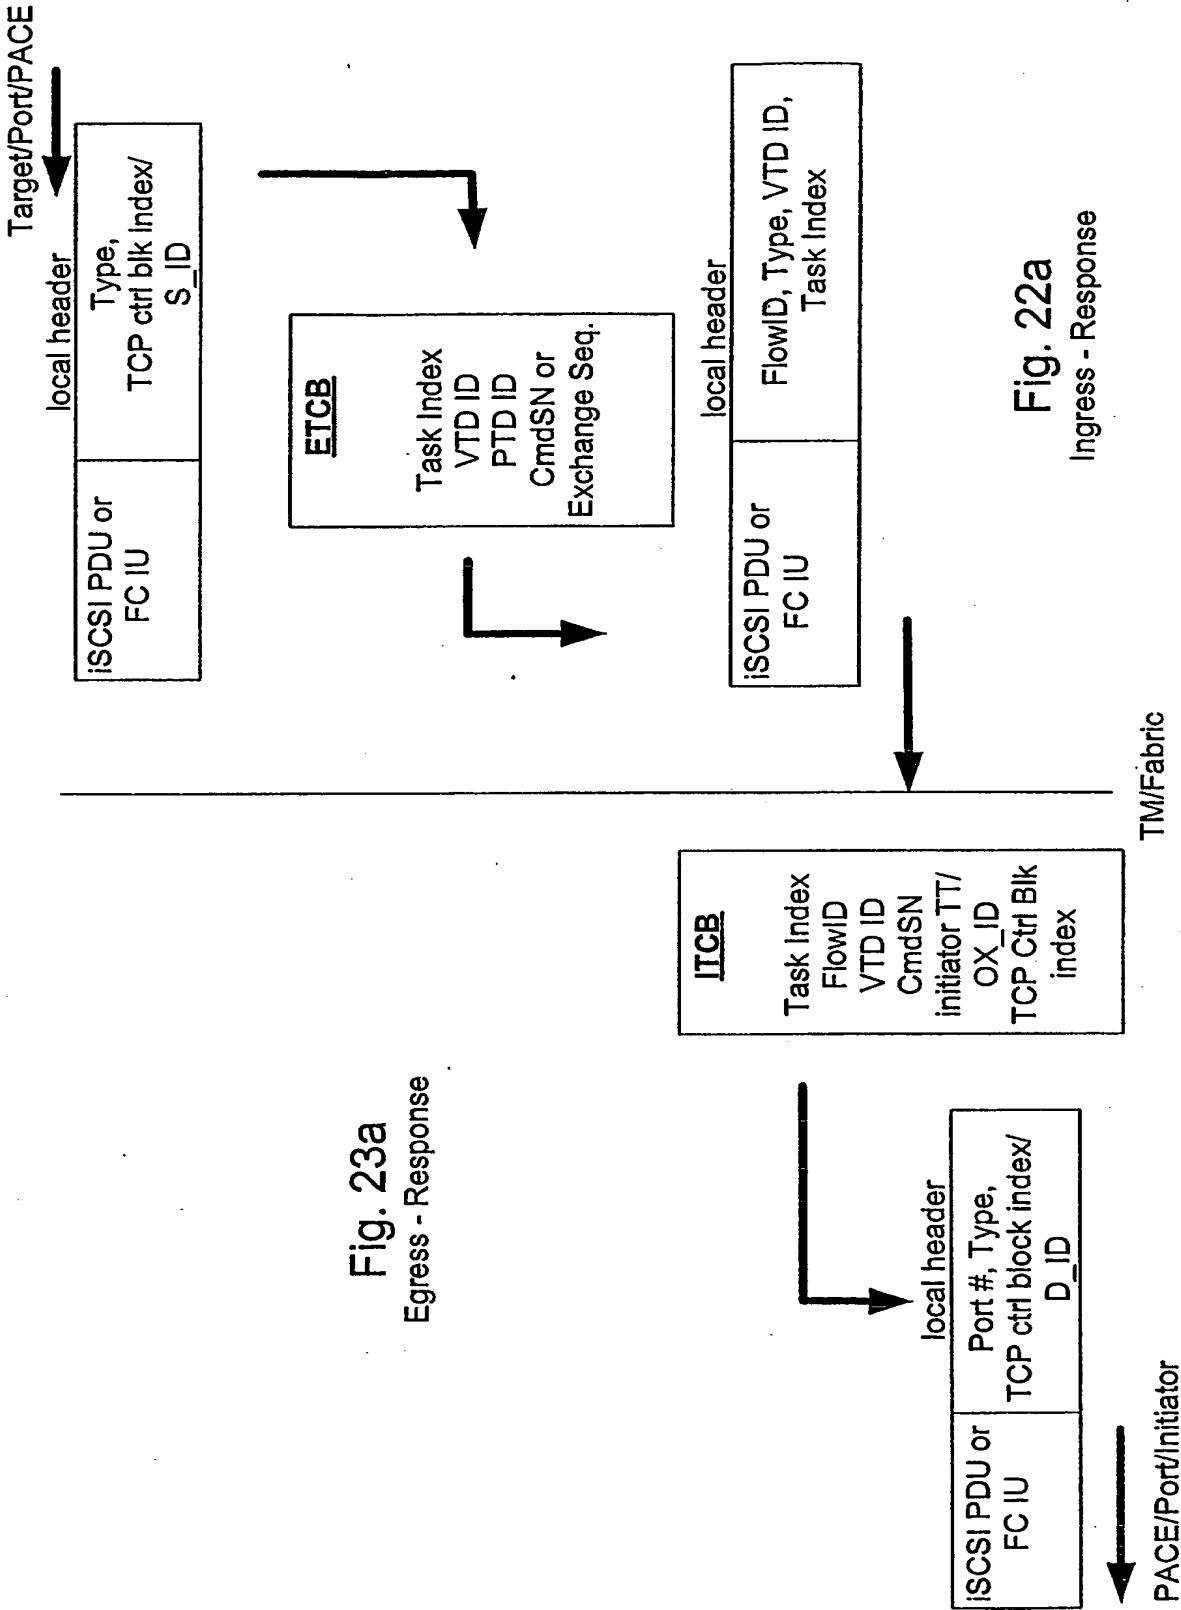 Target/Port/PACE
local header
iSCSI PDU or
FC IU
Type,
TCP ctrl blk index/
S_ID
ETCB
Task Index
VTD ID
PTD ID
CmdSN or
Exchange Seq.
local header
iSCSI PDU or
FC IU
FlowID, Type, VTD ID,
Task Index
Fig. 22a
Ingress - Response
TM/Fabric
ITCB
Task Index
FlowID
VTD ID
CmdSN
initiator TT/
OX_ID
TCP Ctrl Blk
index
Fig. 23a
Egress - Response
local header
iSCSI PDU or
FC IU
Port #, Type,
TCP ctrl block index/
D_ID
PACE/Port/Initiator